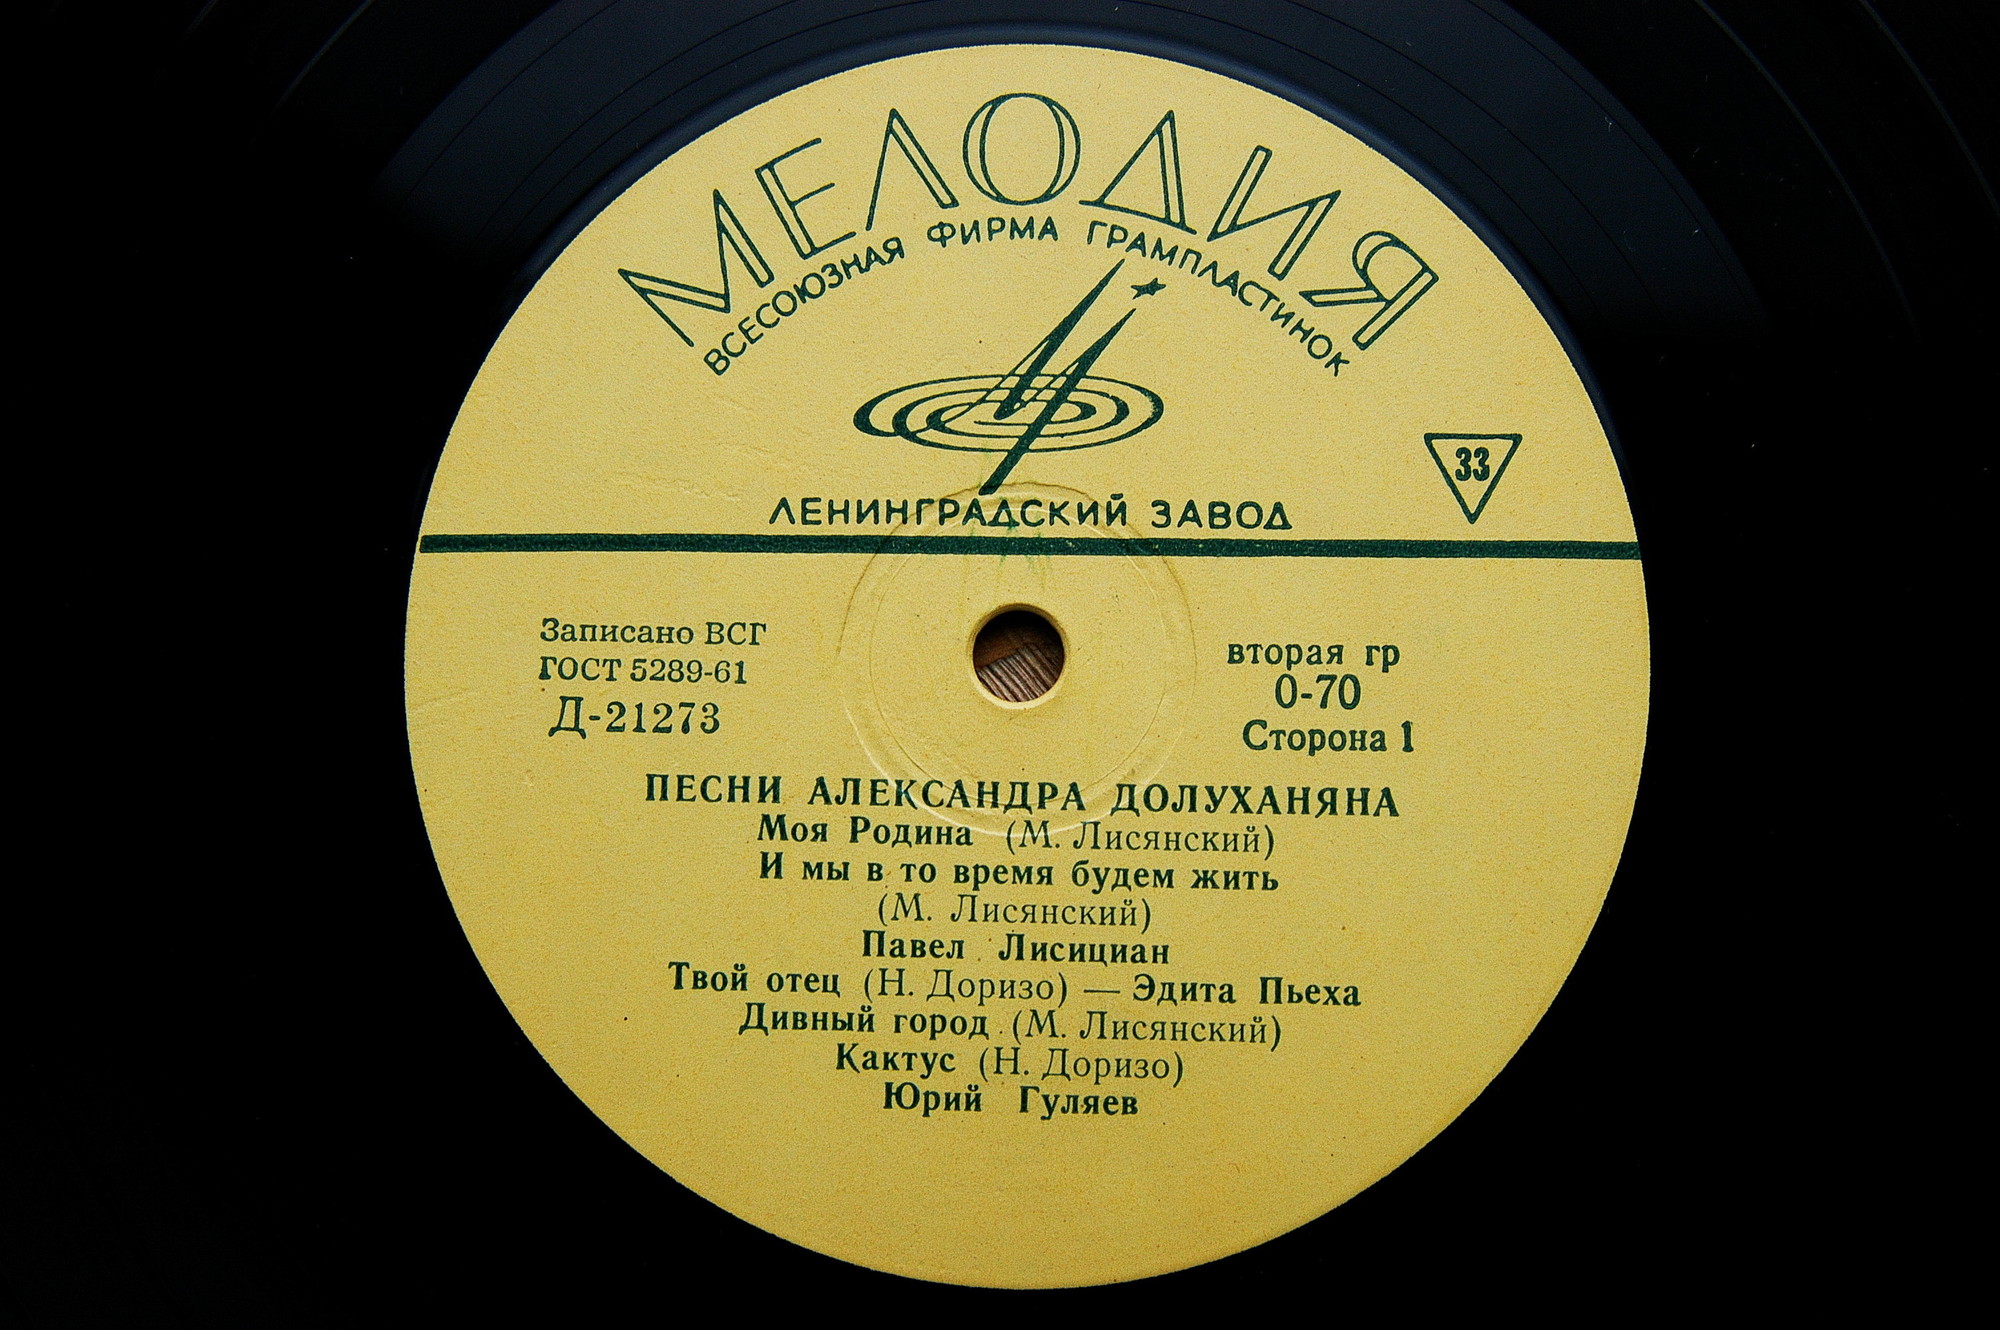 МЕЛОДИЯ
ВСЕСОЮЗНАЯ ФИРМА ГРАМПЛАСТИНОК
33
ЛЕНИНГРАДСКИЙ ЗАВОД
Записано ВСГ
ГОСТ 5289-61
Д-21273
вторая гр
0-70
Сторона 1
ПЕСНИ АЛЕКСАНДРА ДОЛУХАНЯНА
Моя Родина (М. Лисянский)
И мы в то время будем жить
(М. Лисянский)
Павел Лисициан
Твой отец (Н. Доризо) — Эдита Пьеха
Дивный город (М. Лисянский)
Кактус (Н. Доризо)
Юрий Гуляев